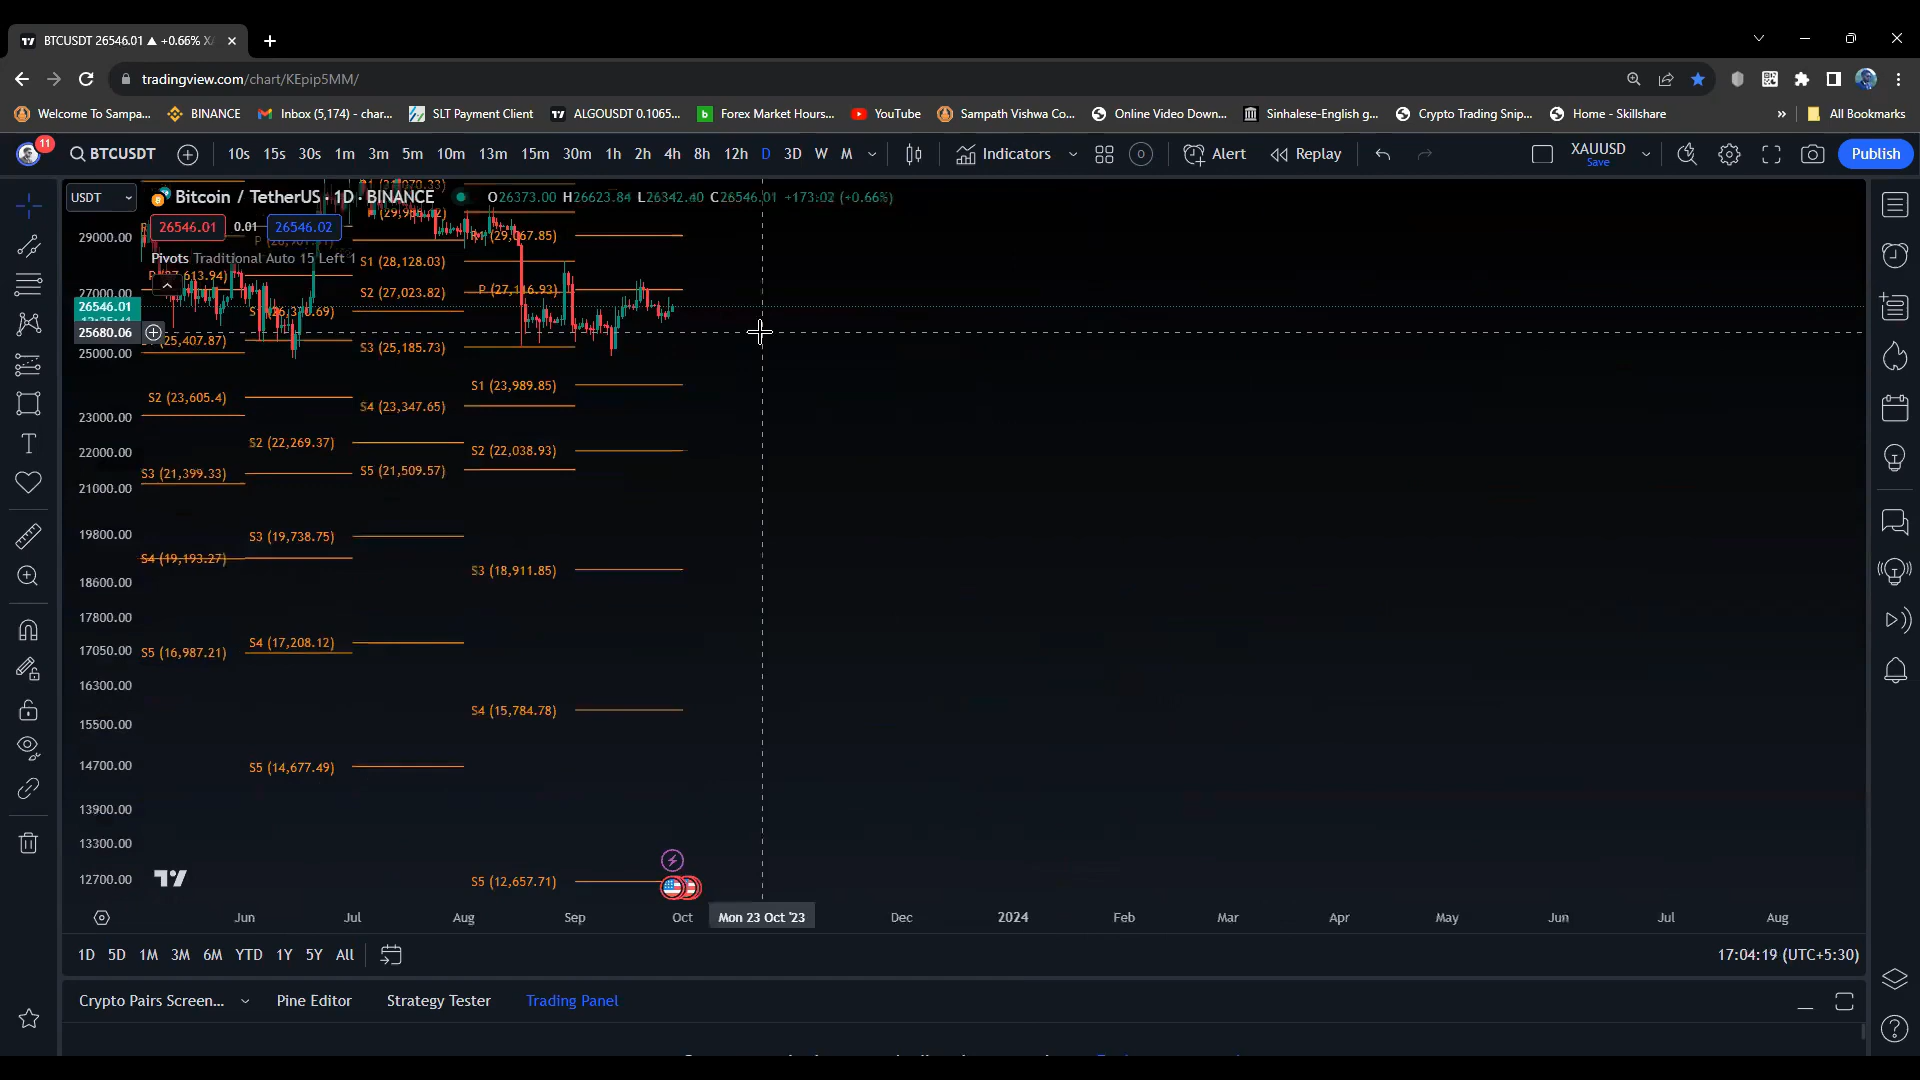 BTCUSDT 26546.01 ▲ +0.66% XA
tradingview.com/chart/KEpip5MM/
Welcome To Sampa... BINANCE Inbox (5,174) - char... SLT Payment Client ALGOUSDT 0.1065... Forex Market Hours... YouTube Sampath Vishwa Co... Online Video Down... Sinhalese-English g... Crypto Trading Snip... Home - Skillshare » All Bookmarks
11 BTCUSDT 10s 15s 30s 1m 3m 5m 10m 13m 15m 30m 1h 2h 4h 8h 12h D 3D W M Indicators Alert Replay XAUUSD Save Publish
USDT Bitcoin / TetherUS · 1D · BINANCE O26373.00 H26623.84 L26342.40 C26546.01 +173.02 (+0.66%)
26546.01 0.01 26546.02
29000.00 (29,067.85)
Pivots Traditional Auto 15 Left 1 S1 (28,128.03)
P (27,613.94)
27000.00 S2 (27,023.82) P (27,116.93)
26546.01
25680.06
(25,407.87) S3 (25,185.73)
25000.00
S1 (23,989.85)
S2 (23,605.4) S4 (23,347.65)
23000.00
S2 (22,269.37) S2 (22,038.93)
22000.00
S3 (21,399.33) S5 (21,509.57)
21000.00
19800.00 S3 (19,738.75)
S4 (19,193.27) S3 (18,911.85)
18600.00
17800.00
17050.00 S5 (16,987.21) S4 (17,208.12)
16300.00
15500.00 S4 (15,784.78)
14700.00 S5 (14,677.49)
13900.00
13300.00
12700.00 S5 (12,657.71)
Jun Jul Aug Sep Oct Mon 23 Oct '23 Dec 2024 Feb Mar Apr May Jun Jul Aug
1D 5D 1M 3M 6M YTD 1Y 5Y All 17:04:19 (UTC+5:30)
Crypto Pairs Screen... Pine Editor Strategy Tester Trading Panel